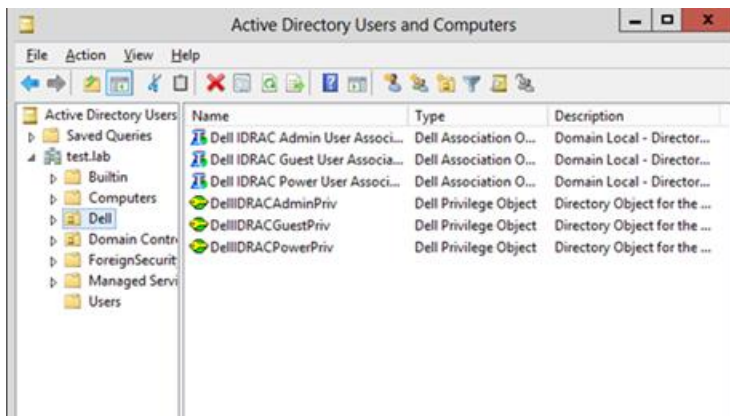 Active Directory Users and Computers
File Action View Help
Active Directory Users
Saved Queries
test.lab
Builtin
Computers
Dell
Domain Contr
ForeignSecurit
Managed Servi
Users
Name Type Description
Dell IDRAC Admin User Associ... Dell Association O... Domain Local - Director...
Dell IDRAC Guest User Associa... Dell Association O... Domain Local - Director...
Dell IDRAC Power User Associ... Dell Association O... Domain Local - Director...
DellIDRACAdminPriv Dell Privilege Object Directory Object for the ...
DellIDRACGuestPriv Dell Privilege Object Directory Object for the ...
DellIDRACPowerPriv Dell Privilege Object Directory Object for the ...